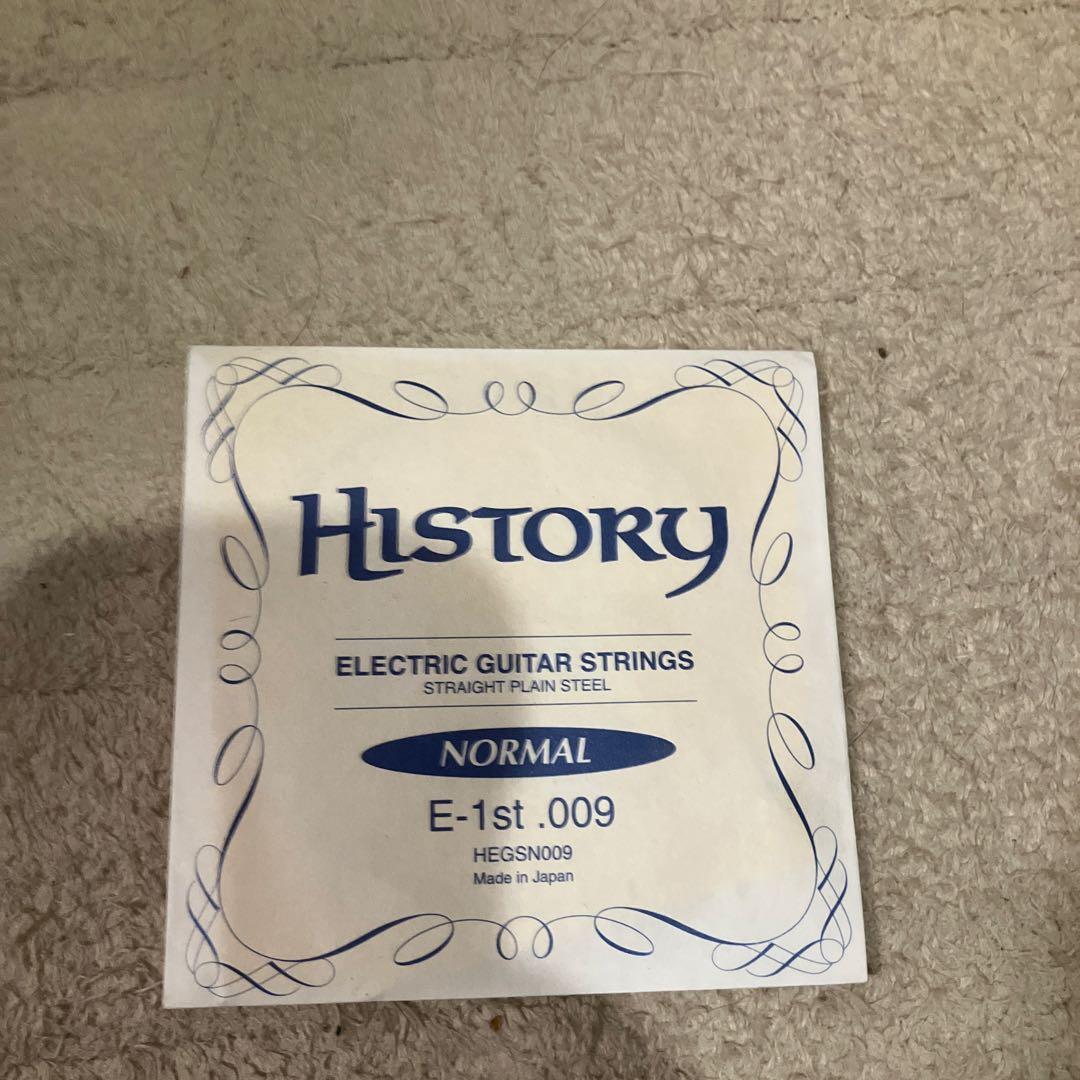 HISTORY
ELECTRIC GUITAR STRINGS
STRAIGHT PLAIN STEEL
NORMAL
E-1st .009
HEGSN009
Made in Japan